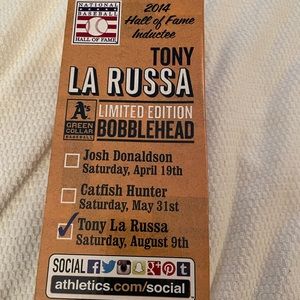 NATIONAL
BASEBALL
HALL OF FAME
2014
Hall of Fame
Inductee
TONY
LA RUSSA
A's
GREEN
COLLAR
BASEBALL
LIMITED EDITION
BOBBLEHEAD
Josh Donaldson
Saturday, April 19th
Catfish Hunter
Saturday, May 31st
Tony La Russa
Saturday, August 9th
SOCIAL
athletics.com/social